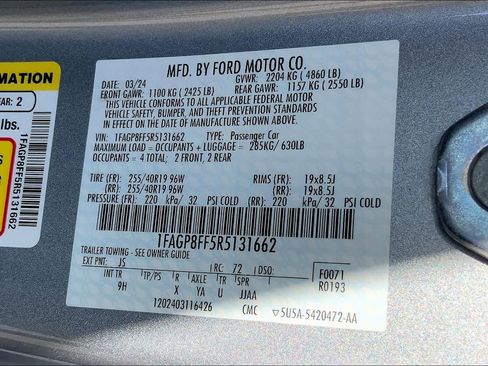 MFD. BY FORD MOTOR CO.
03/24 GVWR: 2204 KG ( 4860 LB)
FRONT GAWR: 1100 KG ( 2425 LB) REAR GAWR: 1157 KG ( 2550 LB)
THIS VEHICLE CONFORMS TO ALL APPLICABLE FEDERAL MOTOR
VEHICLE SAFETY, BUMPER, AND THEFT PREVENTION STANDARDS
IN EFFECT ON THE DATE OF MANUFACTURE SHOWN ABOVE.
VIN: 1FAGP8FF5R5131662 TYPE: Passenger Car
MAXIMUM LOAD = OCCUPANTS + LUGGAGE = 285KG/ 630LB
OCCUPANTS = 4 TOTAL; 2 FRONT, 2 REAR
TIRE (FR): 255/40R19 96W RIMS (FR): 19x8.5J
TIRE (RR): 255/40R19 96W RIMS (RR): 19x8.5J
PRESSURE (FR): 220 kPa/ 32 PSI COLD (RR): 220 kPa/ 32 PSI COLD
1FAGP8FF5R5131662
TRAILER TOWING - SEE OWNER GUIDE
EXT PNT: JS RC: 72 DSO: F0071
INT TR TP/PS R AXLE TR SPR R0193
9H X YA U JJAA
1202403116426 CMC 5U5A-5420472-AA
ORMATION
EAR: 2
lbs.
1FAGP8FF5R5131662